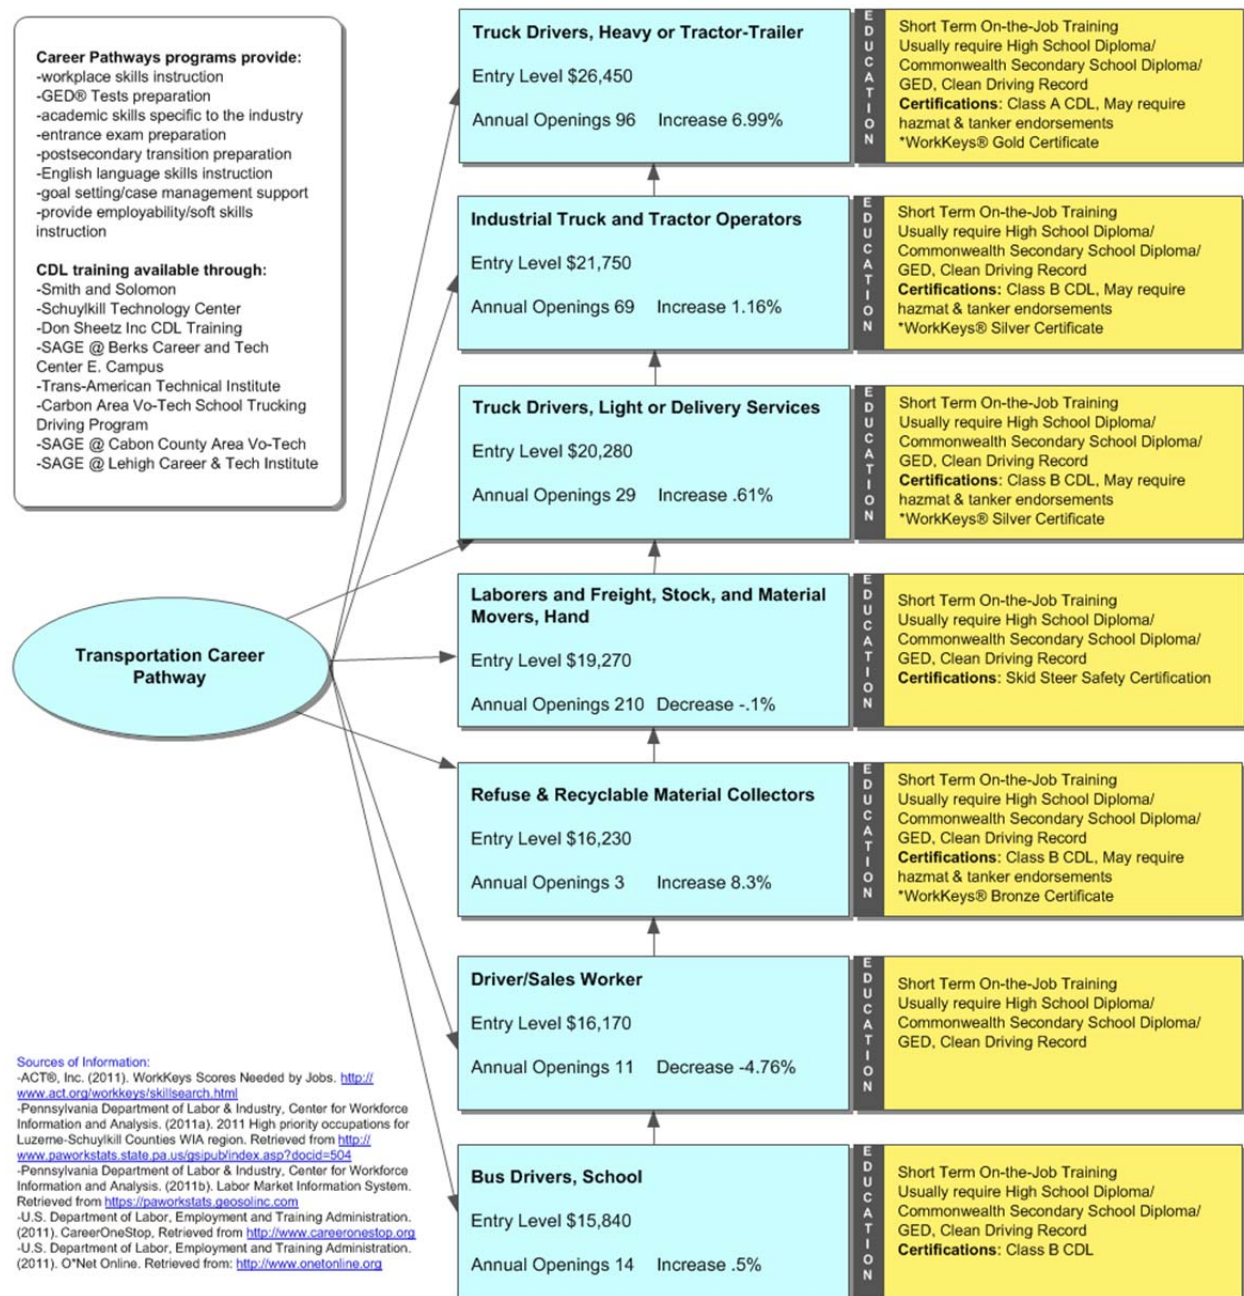 Career Pathways programs provide:
-workplace skills instruction
-GED® Tests preparation
-academic skills specific to the industry
-entrance exam preparation
-postsecondary transition preparation
-English language skills instruction
-goal setting/case management support
-provide employability/soft skills
instruction
CDL training available through:
-Smith and Solomon
-Schuylkill Technology Center
-Don Sheetz Inc CDL Training
-SAGE @ Berks Career and Tech
Center E. Campus
-Trans-American Technical Institute
-Carbon Area Vo-Tech School Trucking
Driving Program
-SAGE @ Cabon County Area Vo-Tech
-SAGE @ Lehigh Career & Tech Institute
Transportation Career
Pathway
Truck Drivers, Heavy or Tractor-Trailer
Entry Level $26,450
Annual Openings 96 Increase 6.99%
EDUCATION
Short Term On-the-Job Training
Usually require High School Diploma/
Commonwealth Secondary School Diploma/
GED, Clean Driving Record
Certifications: Class A CDL, May require
hazmat & tanker endorsements
*WorkKeys® Gold Certificate
Industrial Truck and Tractor Operators
Entry Level $21,750
Annual Openings 69 Increase 1.16%
EDUCATION
Short Term On-the-Job Training
Usually require High School Diploma/
Commonwealth Secondary School Diploma/
GED, Clean Driving Record
Certifications: Class B CDL, May require
hazmat & tanker endorsements
*WorkKeys® Silver Certificate
Truck Drivers, Light or Delivery Services
Entry Level $20,280
Annual Openings 29 Increase .61%
EDUCATION
Short Term On-the-Job Training
Usually require High School Diploma/
Commonwealth Secondary School Diploma/
GED, Clean Driving Record
Certifications: Class B CDL, May require
hazmat & tanker endorsements
*WorkKeys® Silver Certificate
Laborers and Freight, Stock, and Material
Movers, Hand
Entry Level $19,270
Annual Openings 210 Decrease -.1%
EDUCATION
Short Term On-the-Job Training
Usually require High School Diploma/
Commonwealth Secondary School Diploma/
GED, Clean Driving Record
Certifications: Skid Steer Safety Certification
Refuse & Recyclable Material Collectors
Entry Level $16,230
Annual Openings 3 Increase 8.3%
EDUCATION
Short Term On-the-Job Training
Usually require High School Diploma/
Commonwealth Secondary School Diploma/
GED, Clean Driving Record
Certifications: Class B CDL, May require
hazmat & tanker endorsements
*WorkKeys® Bronze Certificate
Driver/Sales Worker
Entry Level $16,170
Annual Openings 11 Decrease -4.76%
EDUCATION
Short Term On-the-Job Training
Usually require High School Diploma/
Commonwealth Secondary School Diploma/
GED, Clean Driving Record
Bus Drivers, School
Entry Level $15,840
Annual Openings 14 Increase .5%
EDUCATION
Short Term On-the-Job Training
Usually require High School Diploma/
Commonwealth Secondary School Diploma/
GED, Clean Driving Record
Certifications: Class B CDL
Sources of Information:
-ACT®, Inc. (2011). WorkKeys Scores Needed by Jobs. http://
www.act.org/workkeys/skillsearch.html
-Pennsylvania Department of Labor & Industry, Center for Workforce
Information and Analysis. (2011a). 2011 High priority occupations for
Luzerne-Schuylkill Counties WIA region. Retrieved from http://
www.paworkstats.state.pa.us/gsipub/index.asp?docid=504
-Pennsylvania Department of Labor & Industry, Center for Workforce
Information and Analysis. (2011b). Labor Market Information System.
Retrieved from https://paworkstats.geosolinc.com
-U.S. Department of Labor, Employment and Training Administration.
(2011). CareerOneStop, Retrieved from http://www.careeronestop.org
-U.S. Department of Labor, Employment and Training Administration.
(2011). O*Net Online. Retrieved from: http://www.onetonline.org